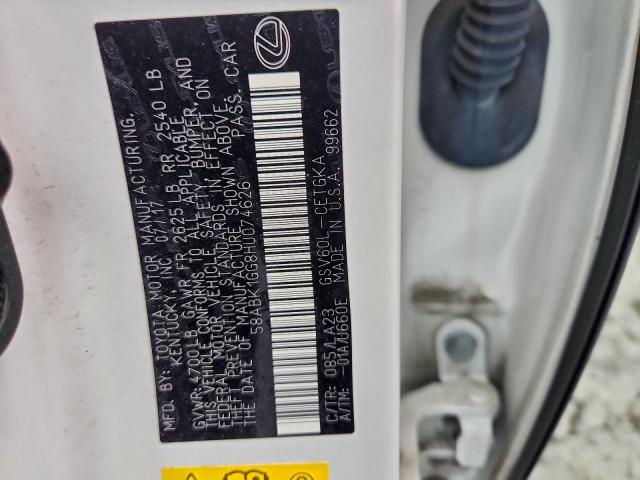 MFD. BY: TOYOTA MOTOR MANUFACTURING,
KENTUCKY, INC. 07/17
GVWR: 4700 LB, GAWR FR 2625 LB, RR 2540 LB
THIS VEHICLE CONFORMS TO ALL APPLICABLE
FEDERAL MOTOR VEHICLE SAFETY BUMPER, AND
THEFT PREVENTION STANDARDS IN EFFECT ON
THE DATE OF MANUFACTURE SHOWN ABOVE.
58ABK1GG8HU074626 PASS. CAR
C/TR: 085/LA23 GSV60L-CETGKA
A/TM: -01A/U660E MADE IN U.S.A. 99662